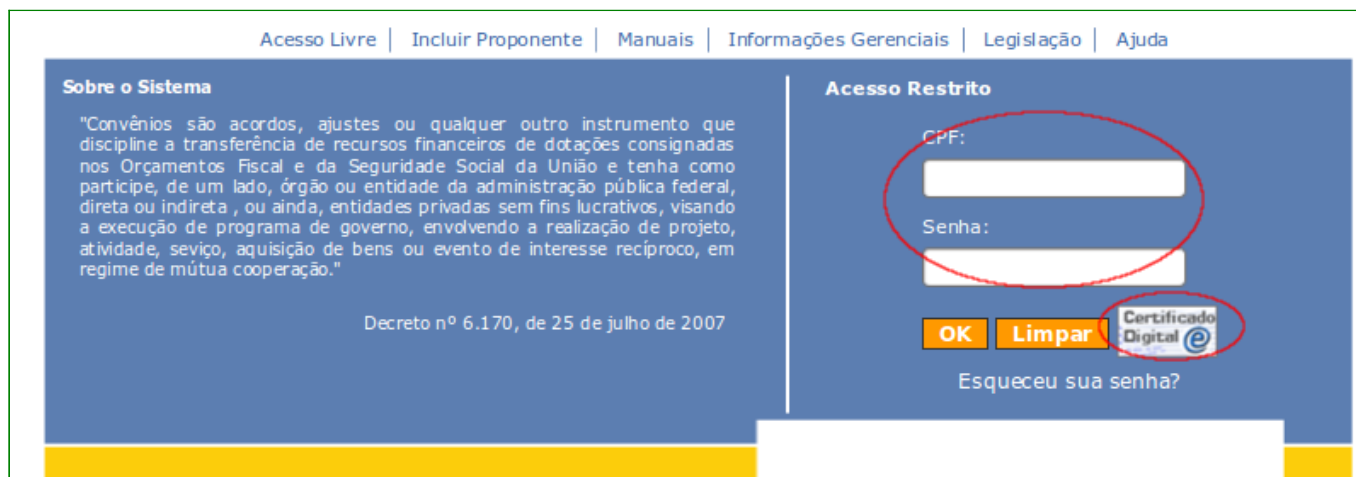 Acesso Livre | Incluir Proponente | Manuais | Informações Gerenciais | Legislação | Ajuda
Sobre o Sistema
"Convênios são acordos, ajustes ou qualquer outro instrumento que
discipline a transferência de recursos financeiros de dotações consignadas
nos Orçamentos Fiscal e da Seguridade Social da União e tenha como
participe, de um lado, órgão ou entidade da administração pública federal,
direta ou indireta , ou ainda, entidades privadas sem fins lucrativos, visando
a execução de programa de governo, envolvendo a realização de projeto,
atividade, seviço, aquisição de bens ou evento de interesse recíproco, em
regime de mútua cooperação."
Decreto nº 6.170, de 25 de julho de 2007
Acesso Restrito
CPF:
Senha:
OK Limpar
Certificado
Digital e
Esqueceu sua senha?